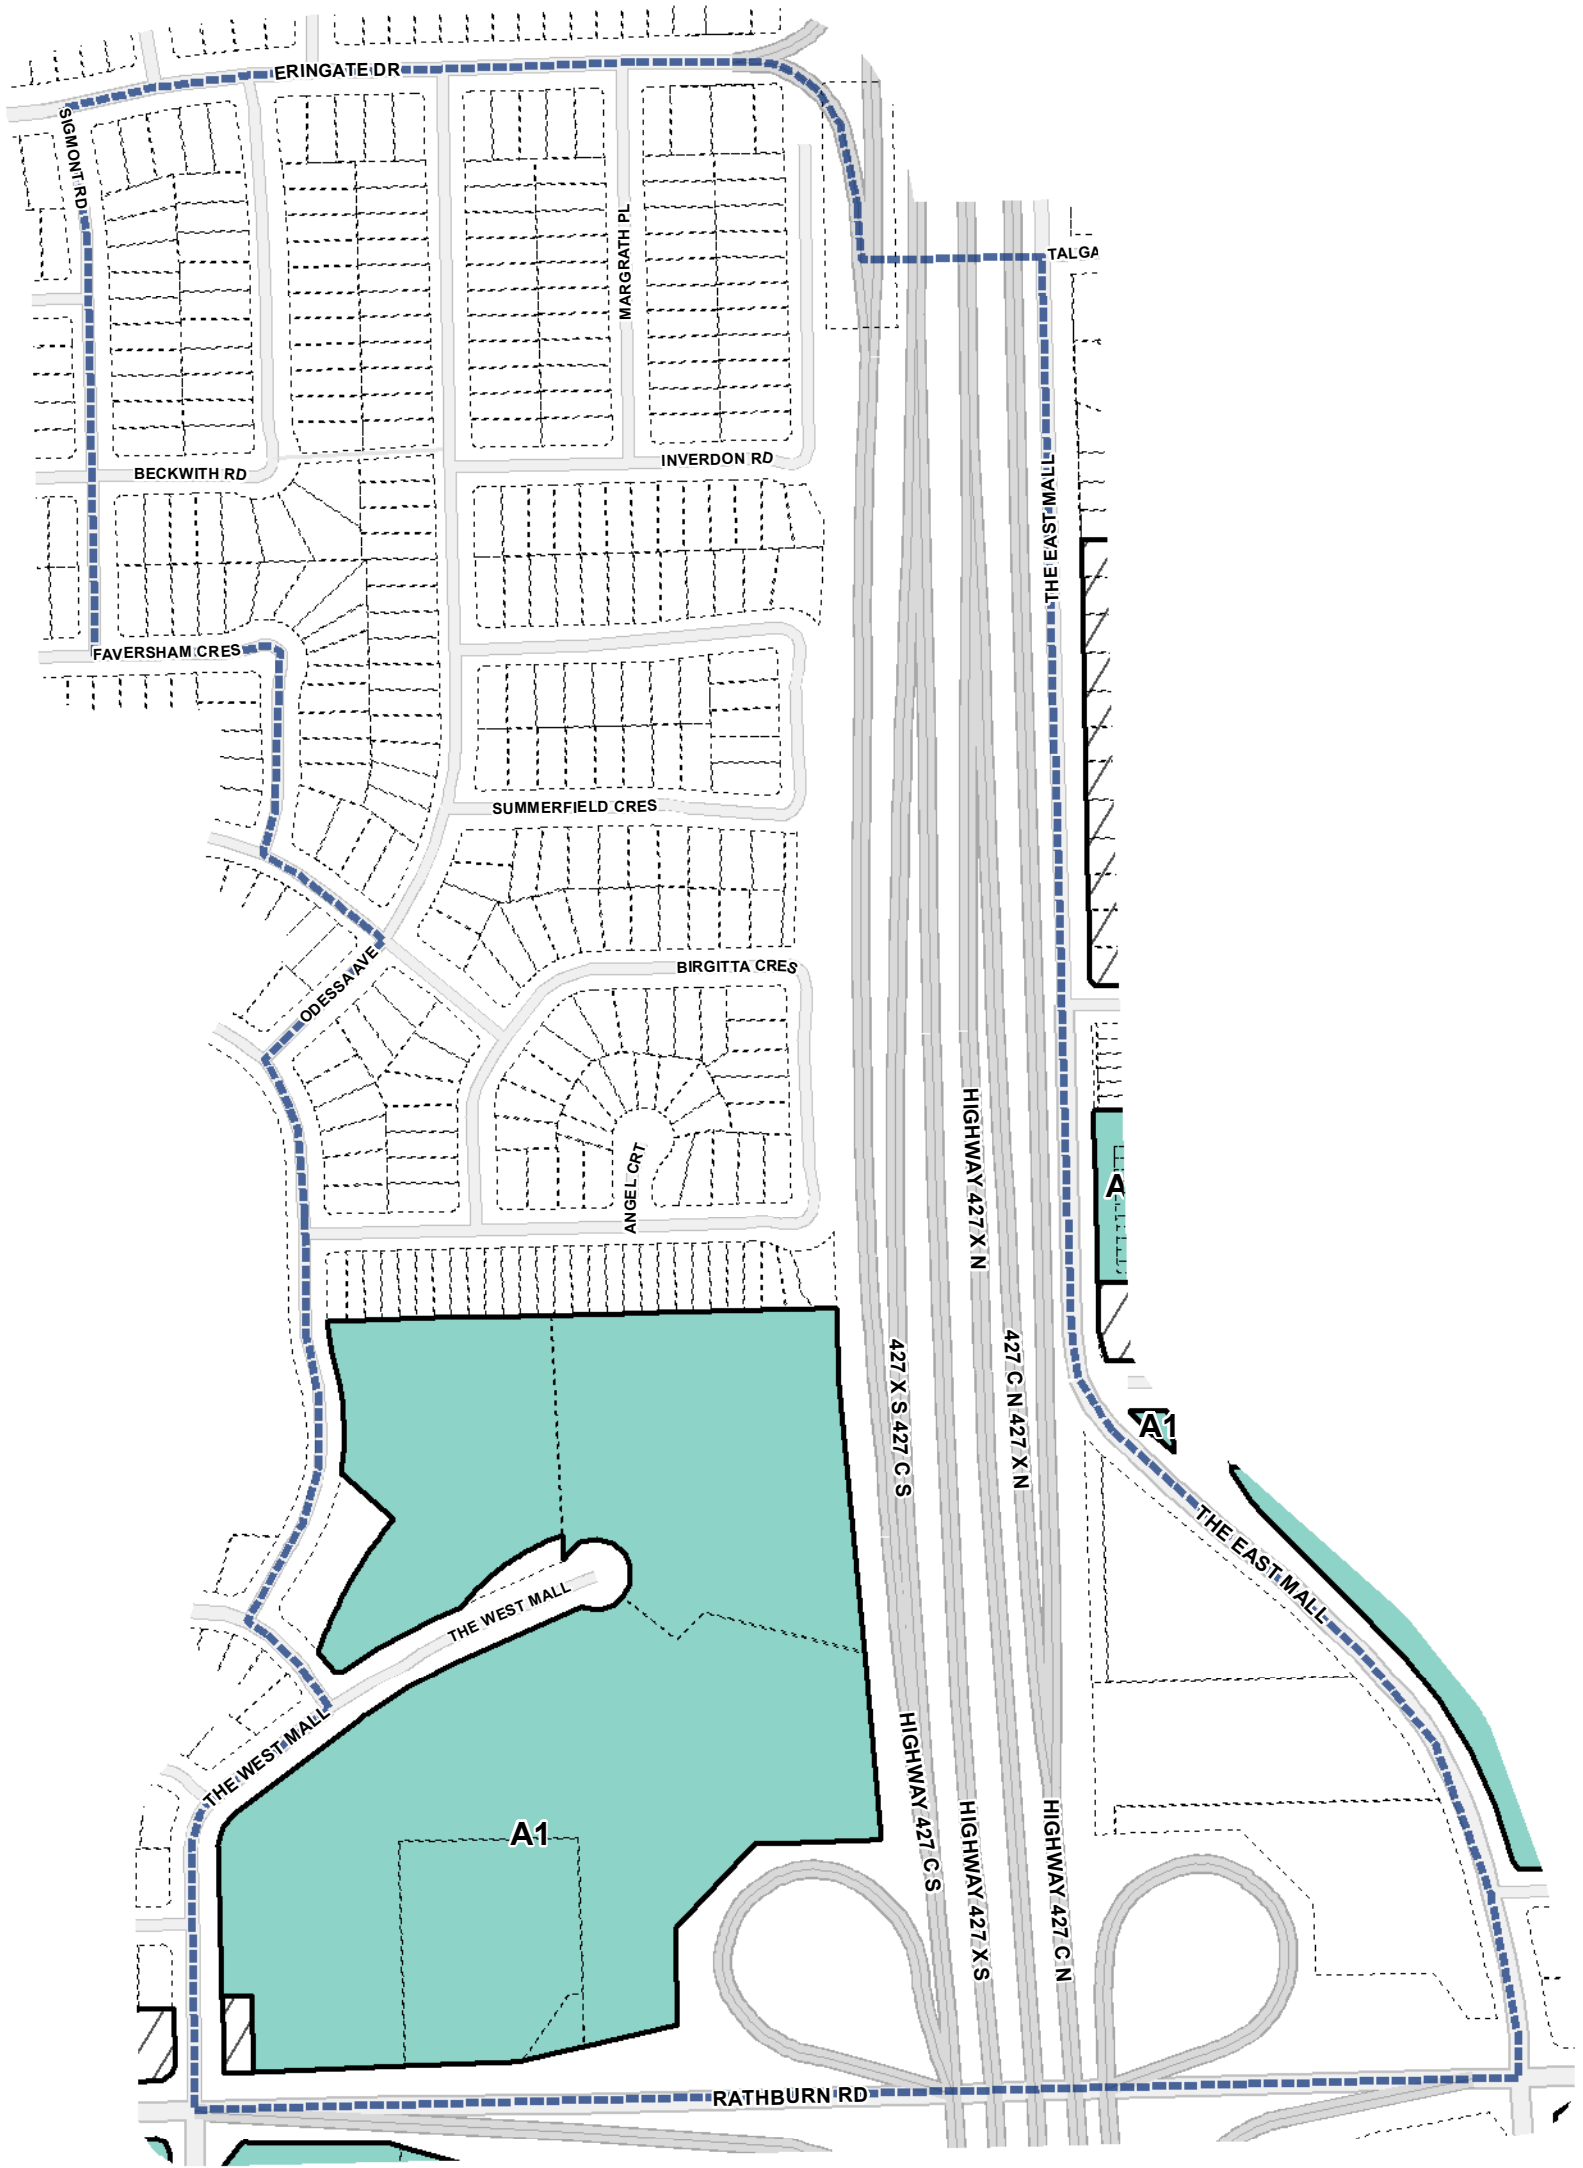 ERINGATE DR
SIGMONT RD
MARGRATH PL
TALGA
BECKWITH RD
INVERDON RD
THE EAST MALL
FAVERSHAM CRES
SUMMERFIELD CRES
ODESSA AVE
BIRGITTA CRES
ANGEL CRT
HIGHWAY 427 X N
A
427 X S 427 C S
427 C N 427 X N
A1
THE EAST MALL
THE WEST MALL
THE WEST MALL
HIGHWAY 427 C S
HIGHWAY 427 X S
HIGHWAY 427 C N
A1
RATHBURN RD